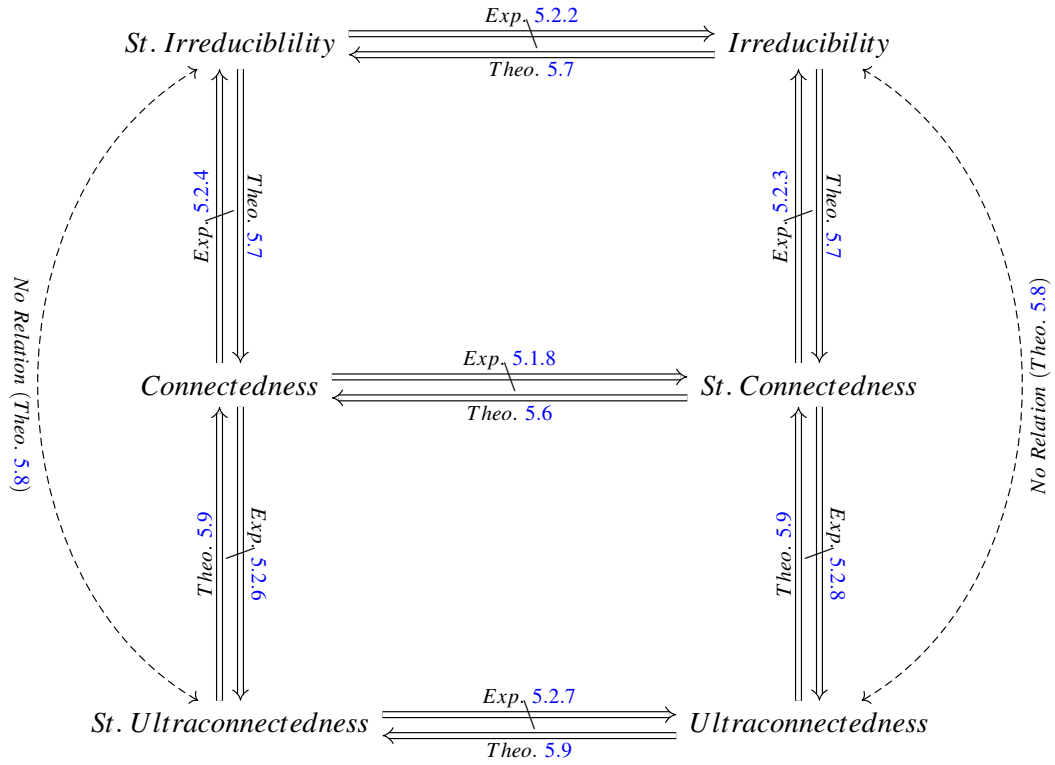 Exp. 5.2.2
St. Irreduciblility
Irreducibility
Theo. 5.7
Exp. 5.2.4
Theo. 5.7
Exp. 5.2.3
Theo. 5.7
No Relation (Theo. 5.8)
No Relation (Theo. 5.8)
Exp. 5.1.8
Connectedness
St. Connectedness
Theo. 5.6
Theo. 5.9
Exp. 5.2.6
Theo. 5.9
Exp. 5.2.8
Exp. 5.2.7
St. Ultraconnectedness
Ultraconnectedness
Theo. 5.9